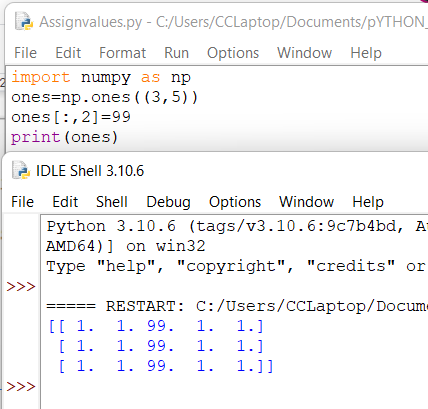 Assignvalues.py - C:/Users/CCLaptop/Documents/pYTHON_
File Edit Format Run Options Window Help
import numpy as np
ones=np.ones((3,5))
ones[:,2]=99
print(ones)
IDLE Shell 3.10.6
File Edit Shell Debug Options Window Help
Python 3.10.6 (tags/v3.10.6:9c7b4bd, A
AMD64)] on win32
Type "help", "copyright", "credits" or
>>>
===== RESTART: C:/Users/CCLaptop/Docume
[[ 1.  1. 99.  1.  1.]
 [ 1.  1. 99.  1.  1.]
 [ 1.  1. 99.  1.  1.]]
>>>